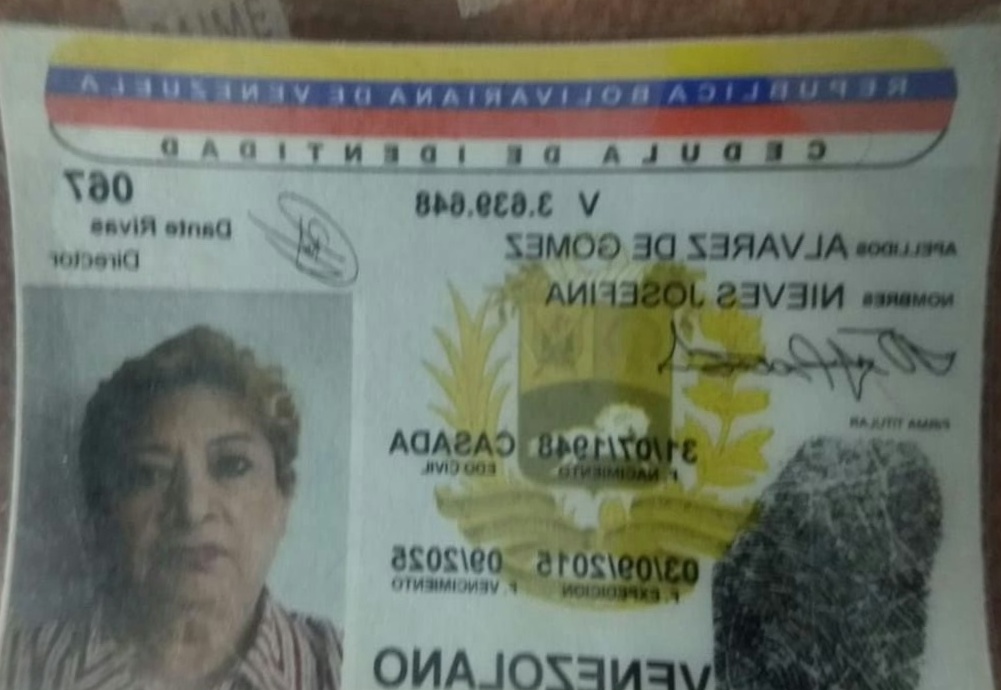 REPUBLICA BOLIVARIANA DE VENEZUELA
CEDULA DE IDENTIDAD
V 3.639.648
067
Dante Rivas
Director
APELLIDOS ALVAREZ DE GOMEZ
NOMBRES NIEVES JOSEFINA
FIRMA TITULAR
31/07/1948 CASADA
F. NACIMIENTO EDO CIVIL
03/09/2015 09/2025
F. EXPEDICION F. VENCIMIENTO
VENEZOLANO